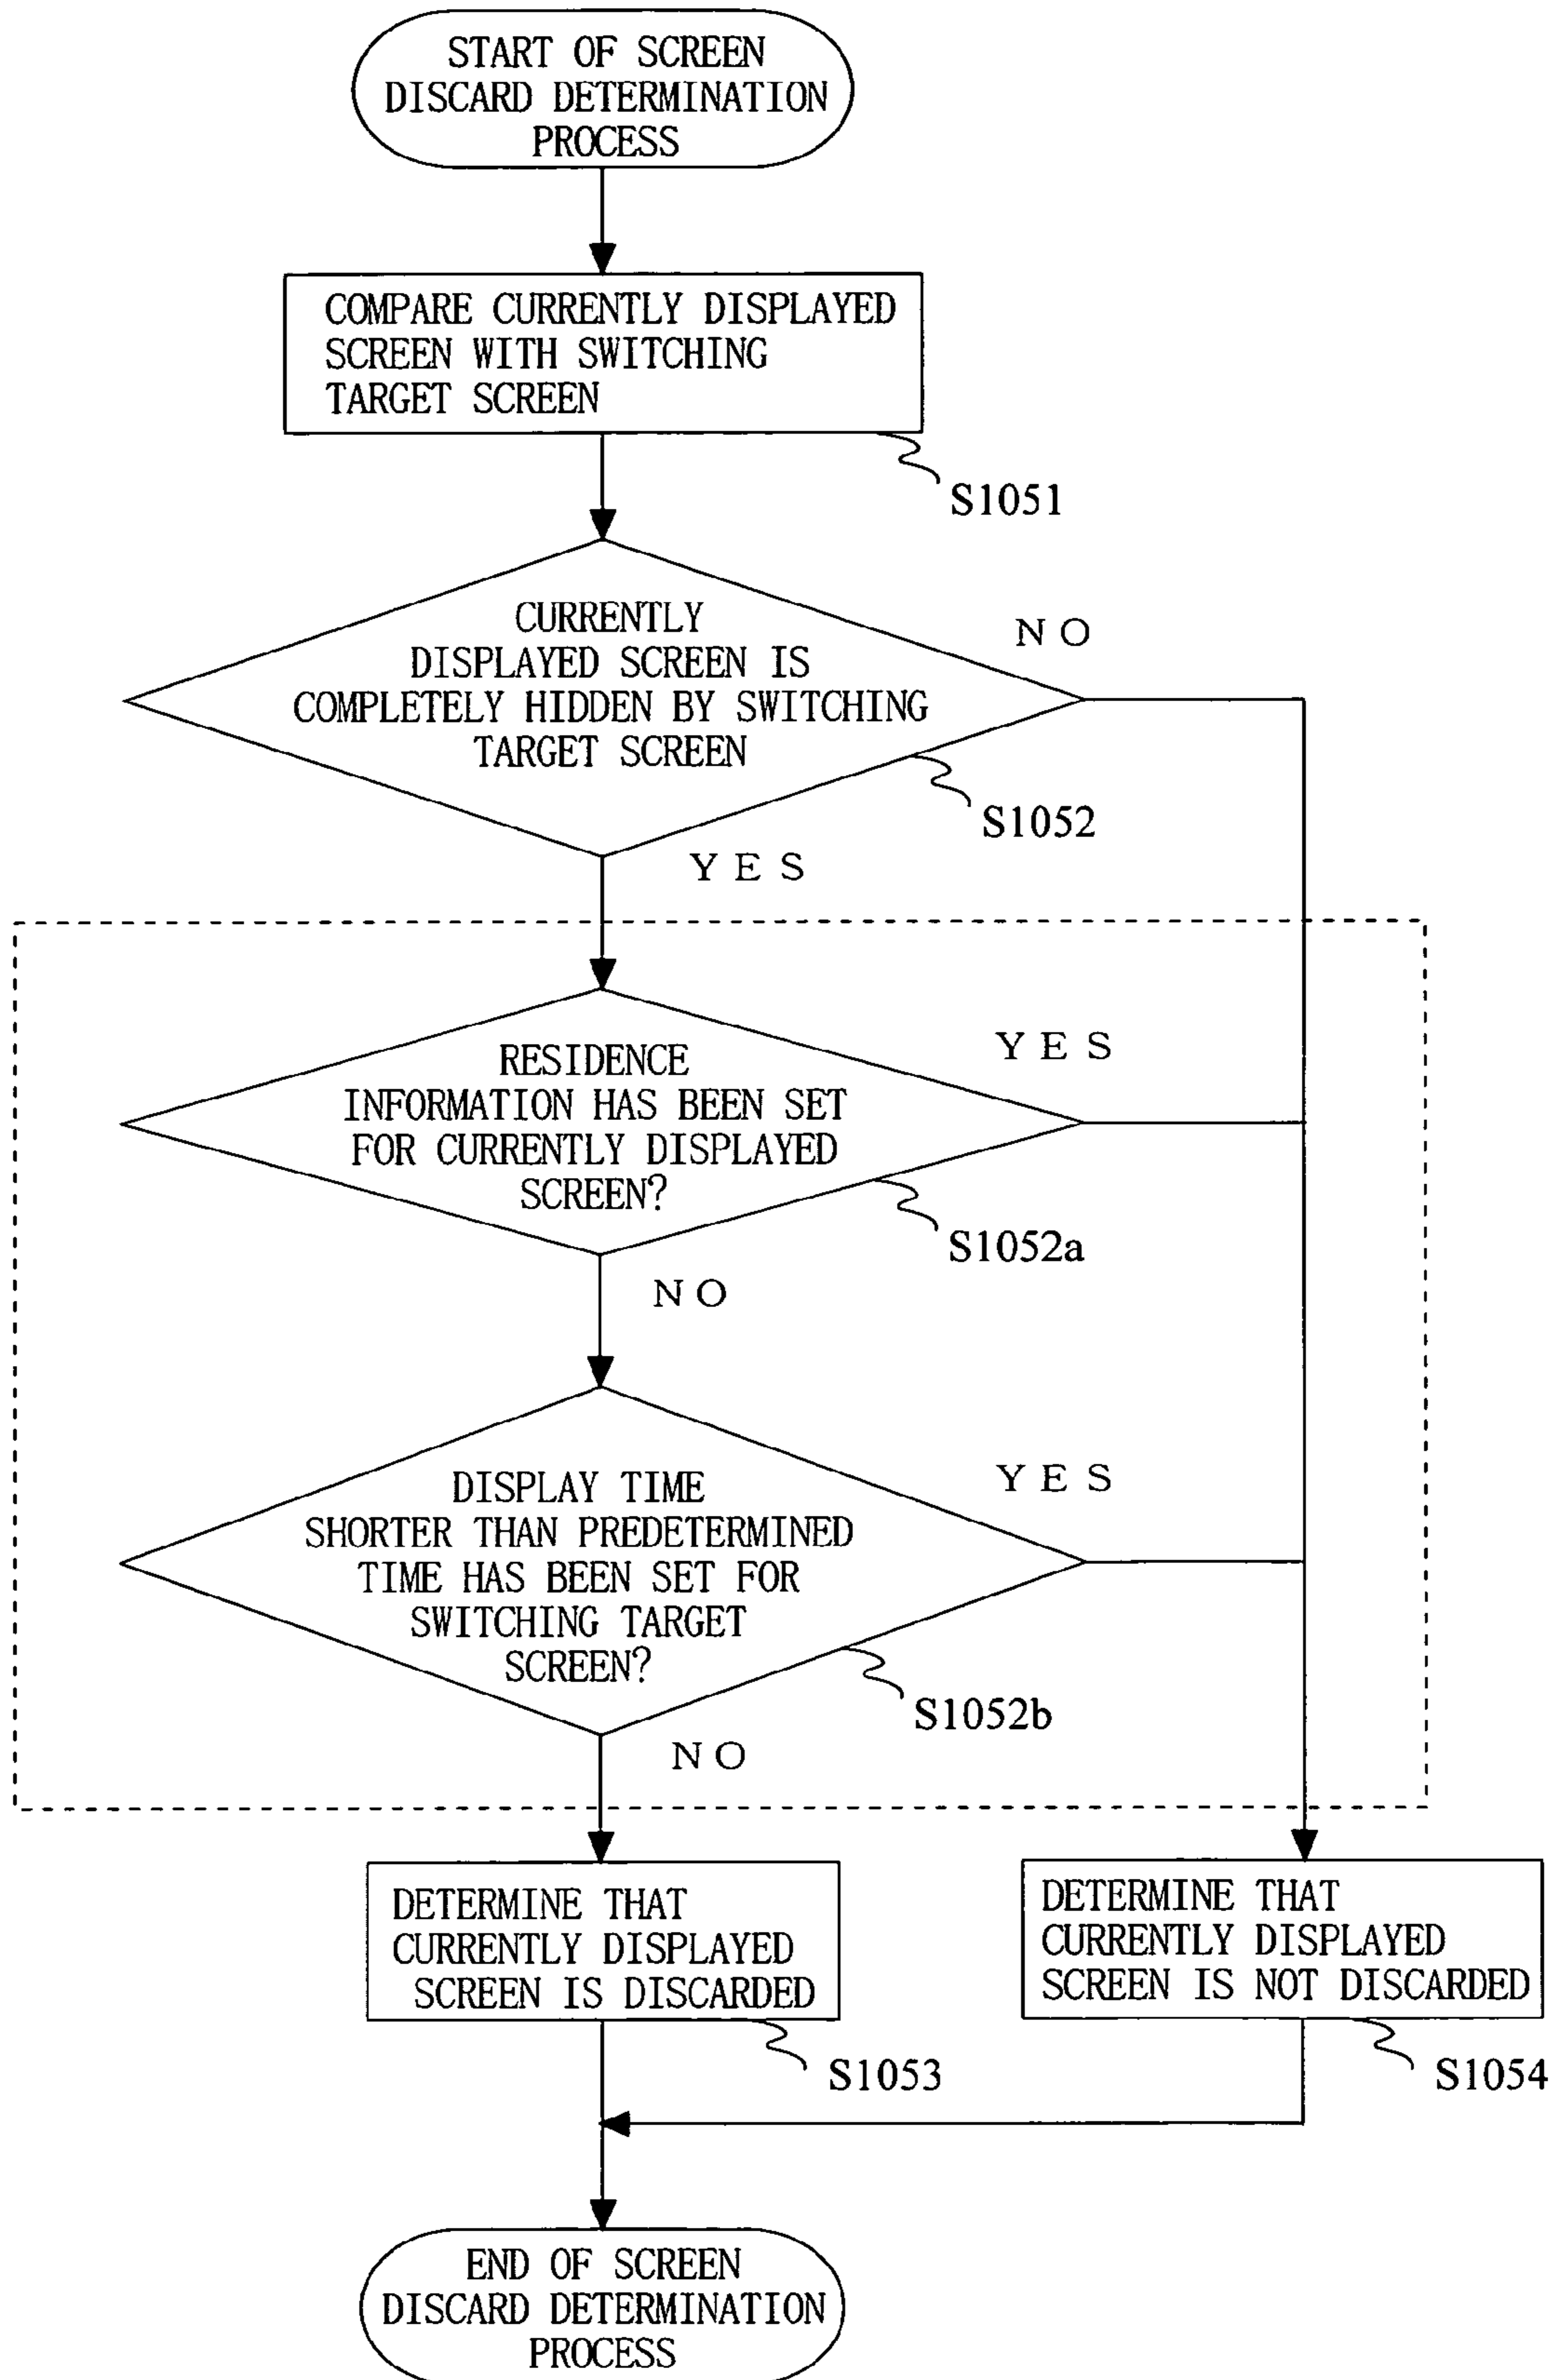 START OF SCREEN
DISCARD DETERMINATION
PROCESS
COMPARE CURRENTLY DISPLAYED
SCREEN WITH SWITCHING
TARGET SCREEN
S1051
CURRENTLY
DISPLAYED SCREEN IS
COMPLETELY HIDDEN BY SWITCHING
TARGET SCREEN
NO
S1052
YES
RESIDENCE
INFORMATION HAS BEEN SET
FOR CURRENTLY DISPLAYED
SCREEN?
YES
S1052a
NO
DISPLAY TIME
SHORTER THAN PREDETERMINED
TIME HAS BEEN SET FOR
SWITCHING TARGET
SCREEN?
YES
S1052b
NO
DETERMINE THAT
CURRENTLY DISPLAYED
SCREEN IS DISCARDED
S1053
DETERMINE THAT
CURRENTLY DISPLAYED
SCREEN IS NOT DISCARDED
S1054
END OF SCREEN
DISCARD DETERMINATION
PROCESS